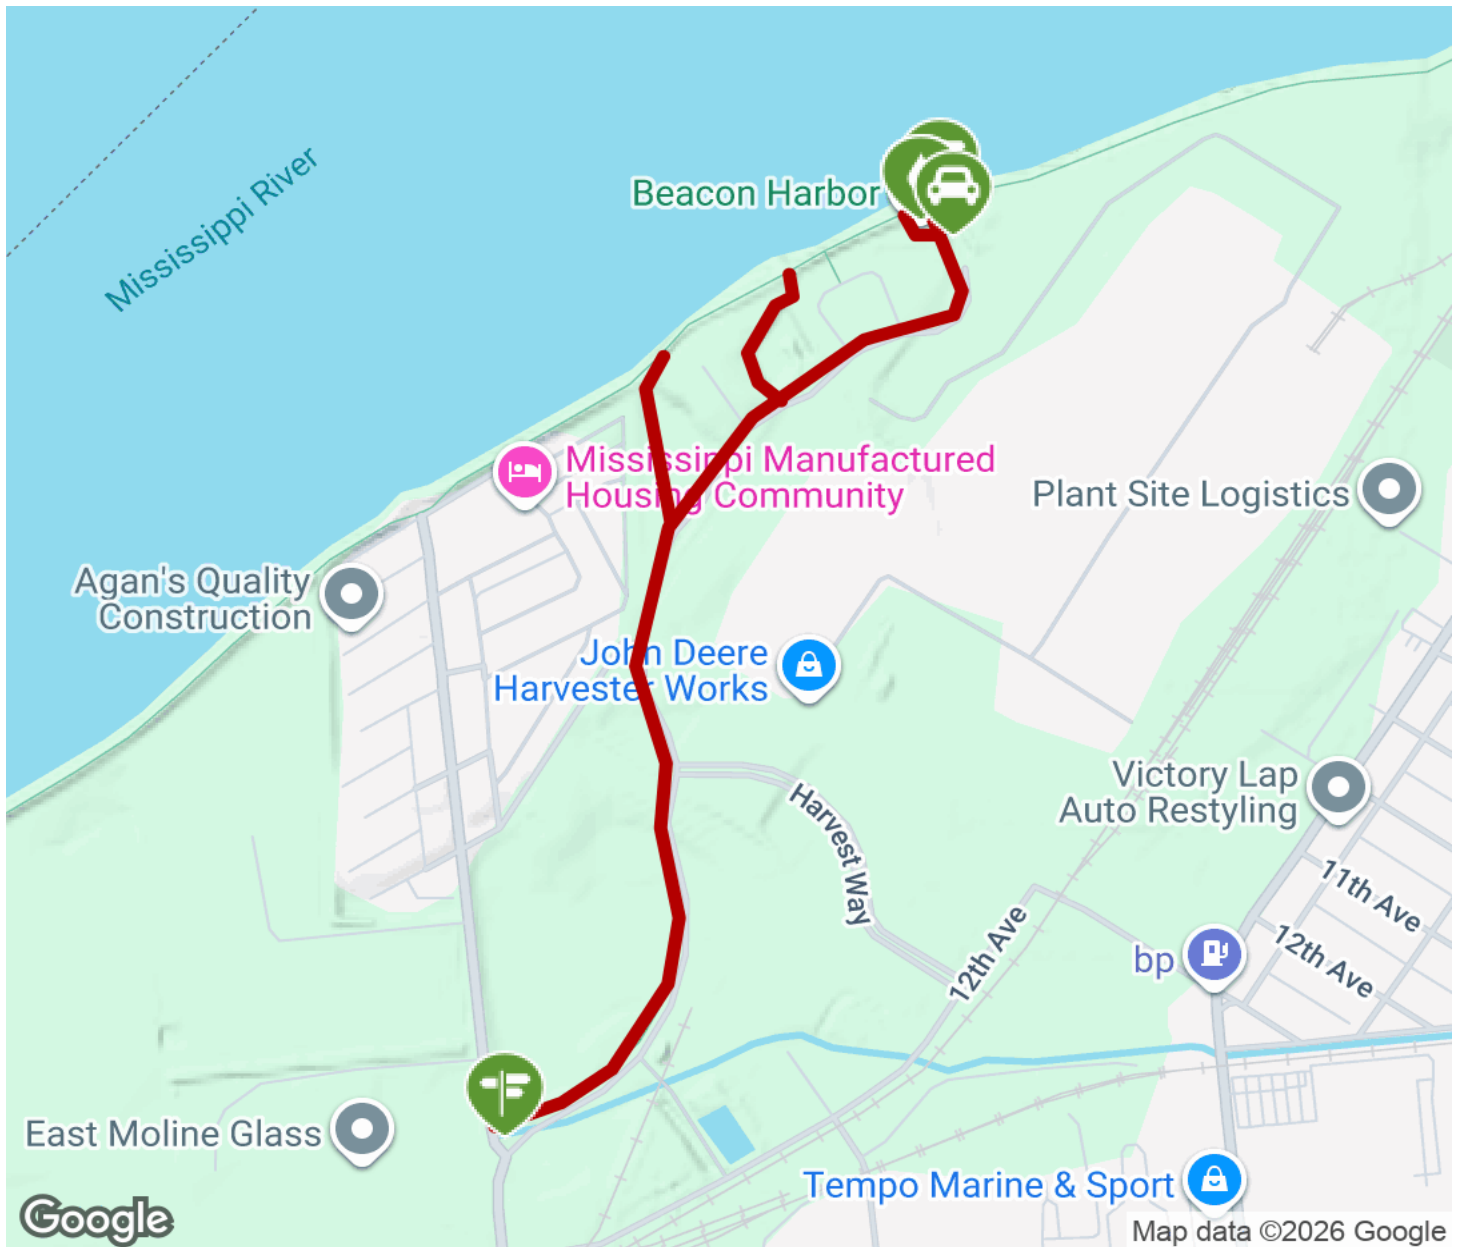 Mississippi River
Beacon Harbor
Mississippi Manufactured
Housing Community
Plant Site Logistics
Agan's Quality
Construction
John Deere
Harvester Works
Victory Lap
Auto Restyling
Harvest Way
11th Ave
12th Ave
12th Ave
bp
East Moline Glass
Tempo Marine & Sport
Google
Map data ©2026 Google